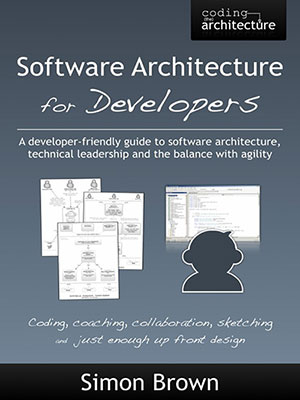 coding
the
architecture
Software Architecture
for Developers
A developer-friendly guide to software architecture,
technical leadership and the balance with agility
Coding, coaching, collaboration, sketching
and just enough up front design
Simon Brown